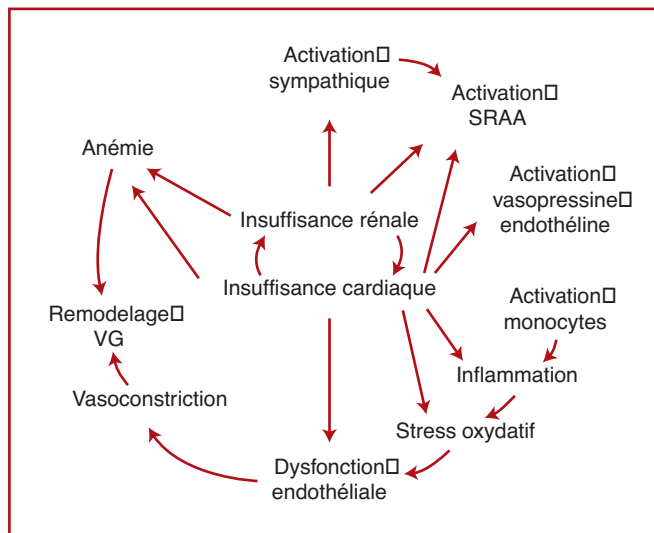 Activation□
sympathique
Activation□
SRAA
Anémie
Activation□
vasopressine□
endothéline
Insuffisance rénale
Insuffisance cardiaque
Activation□
monocytes
Remodelage□
VG
Inflammation
Vasoconstriction
Stress oxydatif
Dysfonction□
endothéliale